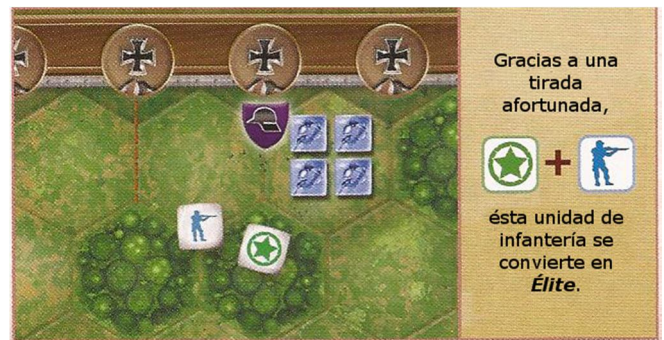 Gracias a una
tirada
afortunada,
+
ésta unidad de
infantería se
convierte en
Élite.